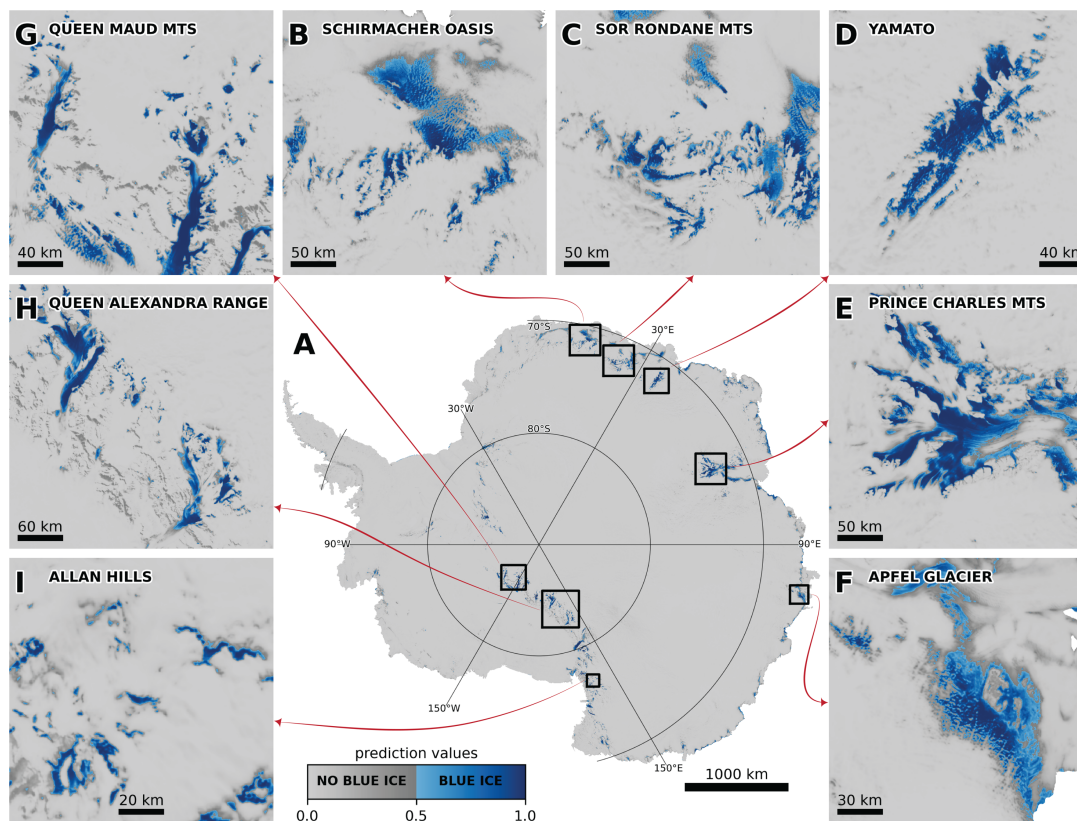 G QUEEN MAUD MTS
40 km
B SCHIRMACHER OASIS
50 km
C SOR RONDANE MTS
50 km
D YAMATO
40 km
H QUEEN ALEXANDRA RANGE
60 km
A
70°S
30°E
30°W
80°S
90°W
90°E
150°W
150°E
1000 km
prediction values
NO BLUE ICE BLUE ICE
0.0 0.5 1.0
E PRINCE CHARLES MTS
50 km
I ALLAN HILLS
20 km
F APFEL GLACIER
30 km